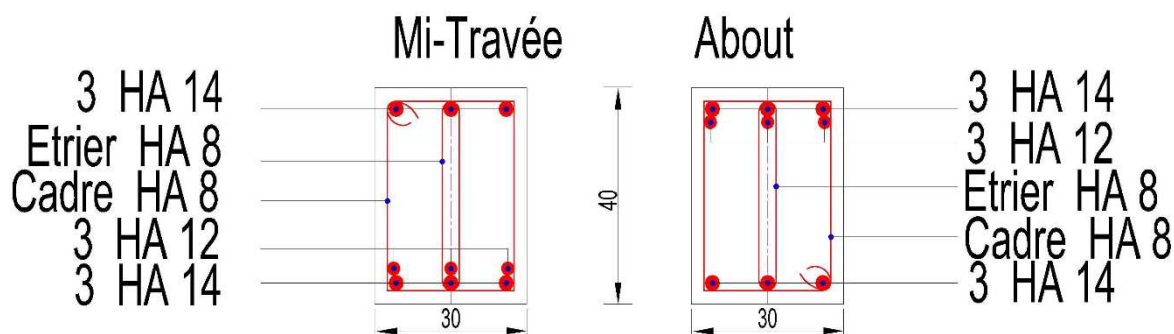 Mi-Travée
About
3 HA 14
Etrier HA 8
Cadre HA 8
3 HA 12
3 HA 14
30
40
3 HA 14
3 HA 12
Etrier HA 8
Cadre HA 8
3 HA 14
30